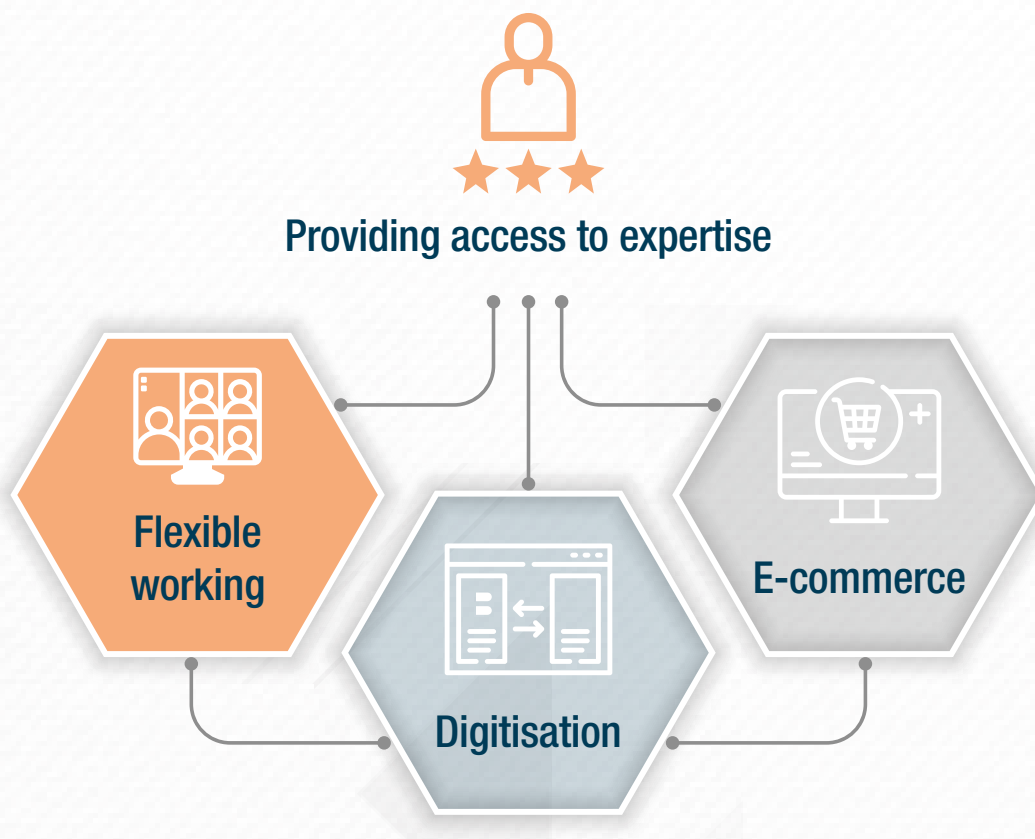 Providing access to expertise
Flexible
working
E-commerce
Digitisation